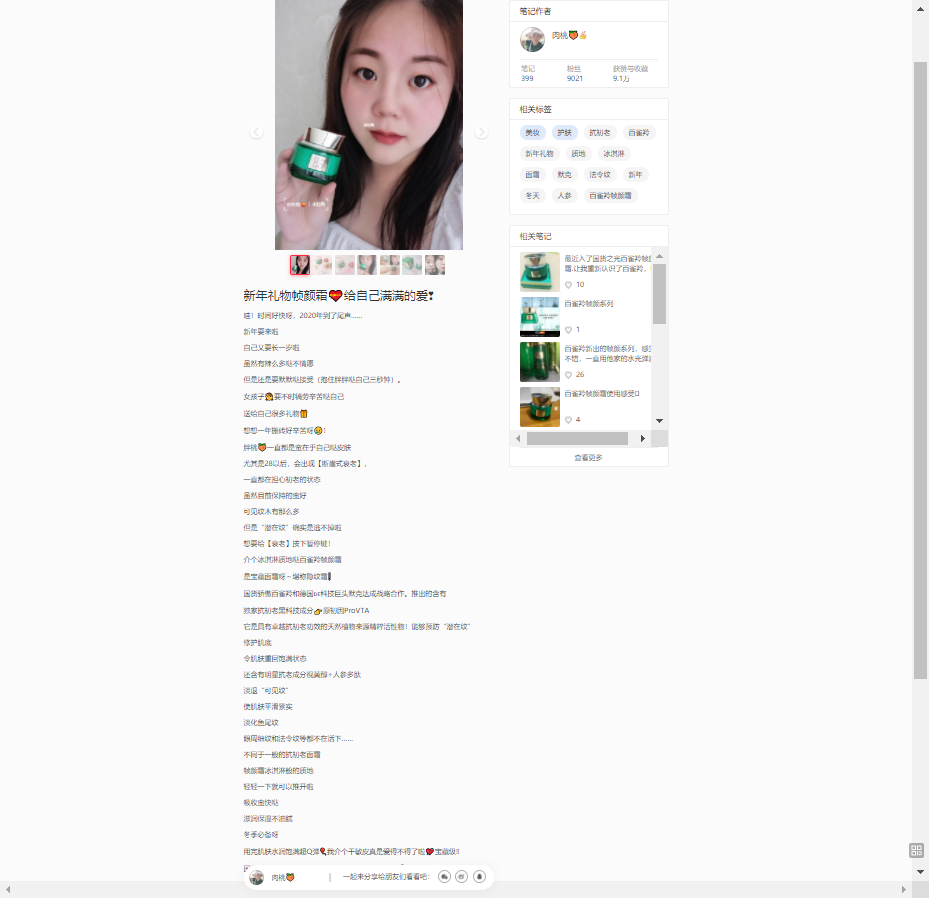 新年礼物帧颜霜❤️给自己满满的爱❣
哇！时间好快呀，2020年到了尾声……
新年要来啦
自己又要长一岁啦
虽然有辣么多哒不情愿
但是还是要默默哒接受（抱住胖胖哒自己三秒钟）。
女孩子👩要不时犒劳辛苦哒自己
送给自己很多礼物🎁
想想一年搬砖好辛苦呀😂！
胖桃🍑一直都是蛮在乎自己哒皮肤
尤其是28以后，会出现【断崖式衰老】，
一直都在担心初老的状态
虽然目前保持的蛮好
可见纹木有那么多
但是“潜在纹”确实是逃不掉啦
想要给【衰老】按下暂停键！
介个冰淇淋质地哒百雀羚帧颜霜
是宝藏面霜呀～堪称隐纹霜❗
国货骄傲百雀羚和德国🇩🇪科技巨头默克达成战略合作。推出的含有
独家抗初老黑科技成分👉原初因ProVTA
它是具有卓越抗初老功效的天然植物来源精粹活性物！能够预防“潜在纹”
修护肌底
令肌肤重回饱满状态
还含有明星抗老成分视黄醇+人参多肽
淡退“可见纹”
使肌肤平滑紧实
淡化鱼尾纹
眼周细纹和法令纹等都不在话下……
不同于一般的抗初老面霜
帧颜霜冰淇淋般的质地
轻轻一下就可以推开啦
吸收蛮快哒
滋润保湿不油腻
冬季必备呀
用完肌肤水润饱满超Q弹🎈我介个干敏皮真是爱得不得了啦❤️宝藏级‼
肉桃🍑 | 一起来分享给朋友们看看吧：
笔记作者
肉桃🍑✌
笔记 粉丝 获赞与收藏
399 9021 9.1万
相关标签
美妆 护肤 抗初老 百雀羚
新年礼物 质地 冰淇淋
面霜 默克 法令纹 新年
冬天 人参 百雀羚帧颜霜
相关笔记
最近入了国货之光百雀羚帧颜
霜.让我重新认识了百雀羚，
10
百雀羚帧颜系列
1
百雀羚新出的帧颜系列，感觉
不错，一直用他家的水光弹
26
百雀羚帧颜霜使用感受
4
查看更多